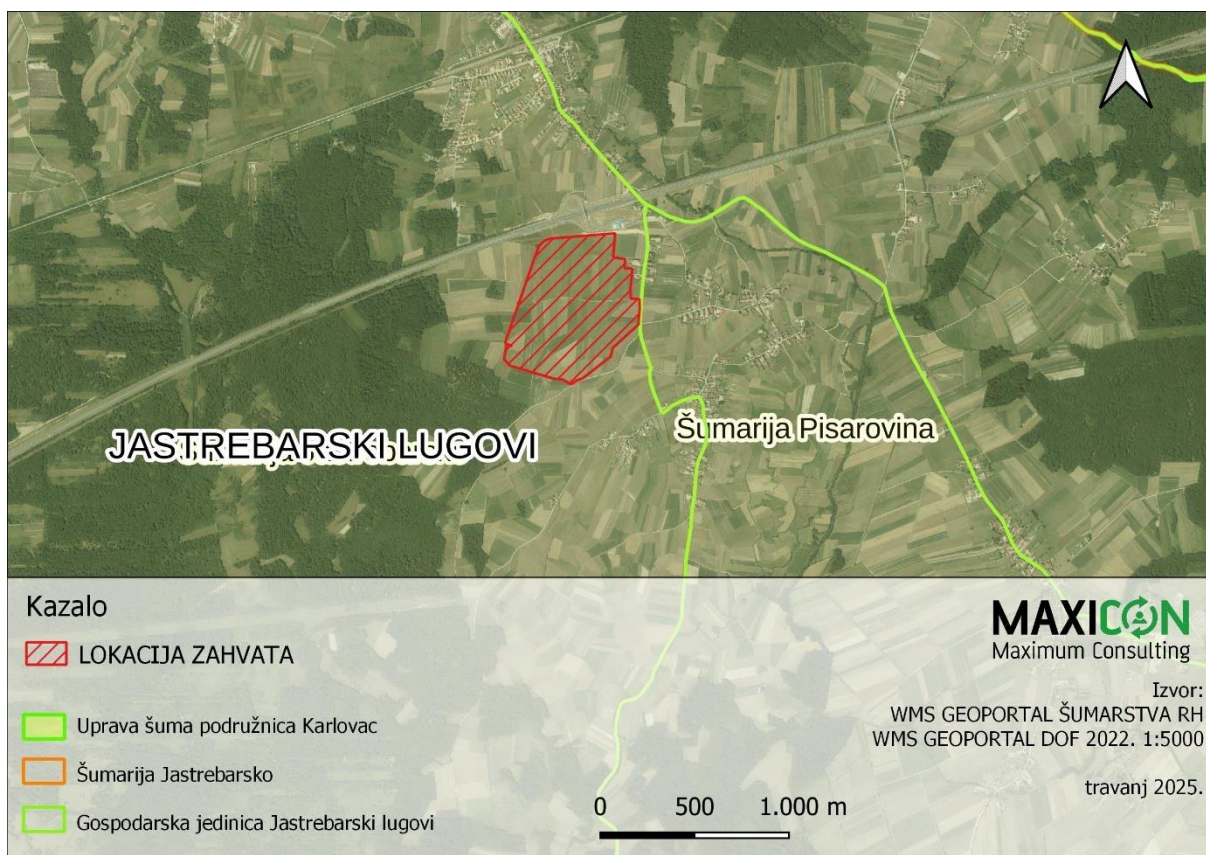 JASTREBARSKI LUGOVI
Šumarija Pisarovina
Kazalo
LOKACIJA ZAHVATA
Uprava šuma podružnica Karlovac
Šumarija Jastrebarsko
Gospodarska jedinica Jastrebarski lugovi
0 500 1.000 m
MAXICON
Maximum Consulting
Izvor:
WMS GEOPORTAL ŠUMARSTVA RH
WMS GEOPORTAL DOF 2022. 1:5000
travanj 2025.